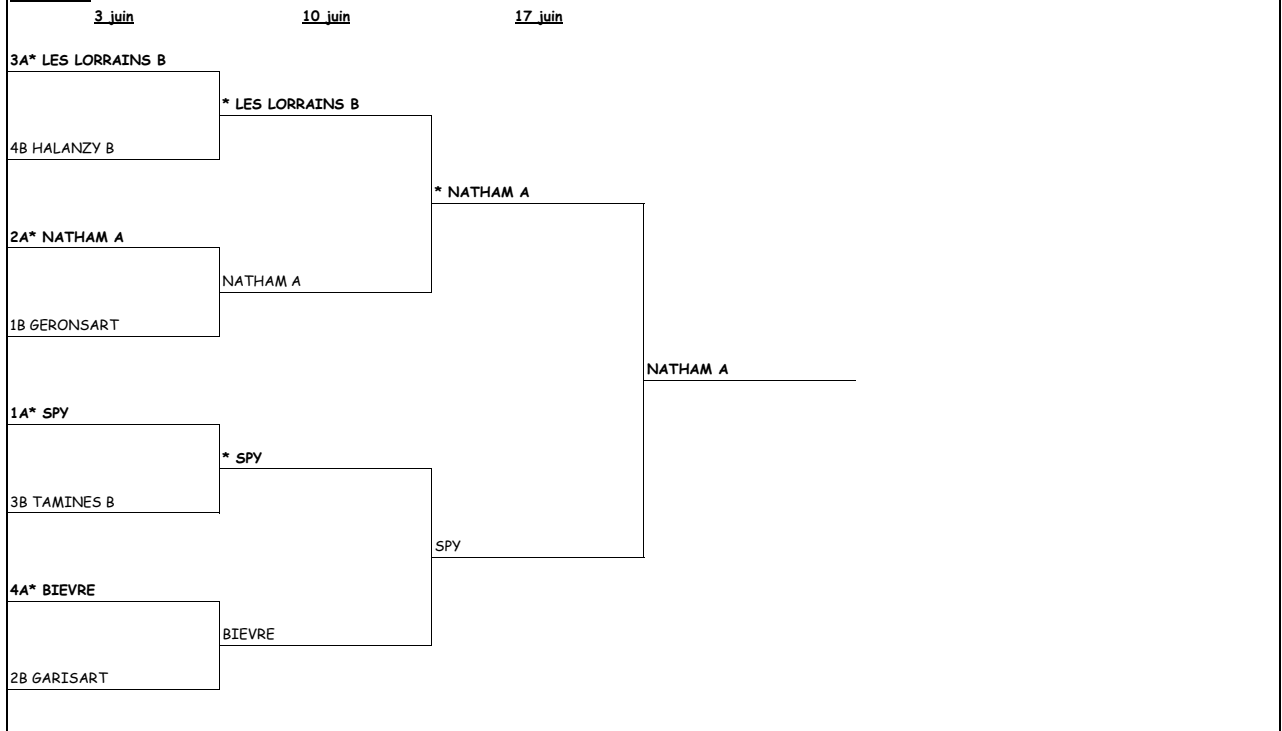 3 juin 10 juin 17 juin
3A* LES LORRAINS B
* LES LORRAINS B
4B HALANZY B
* NATHAM A
2A* NATHAM A
NATHAM A
1B GERONSART
NATHAM A
1A* SPY
* SPY
3B TAMINES B
SPY
4A* BIEVRE
BIEVRE
2B GARISART